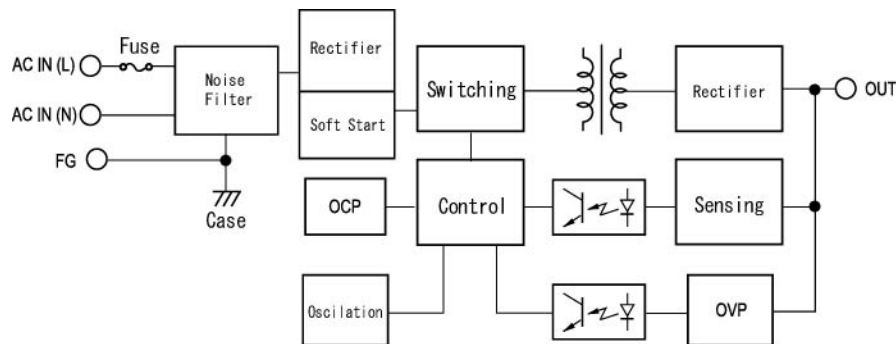 Fuse
AC IN (L)
Noise
Filter
Rectifier
Soft Start
Switching
Rectifier
OUT
AC IN (N)
FG
Case
OCP
Control
Sensing
Oscilation
OVP